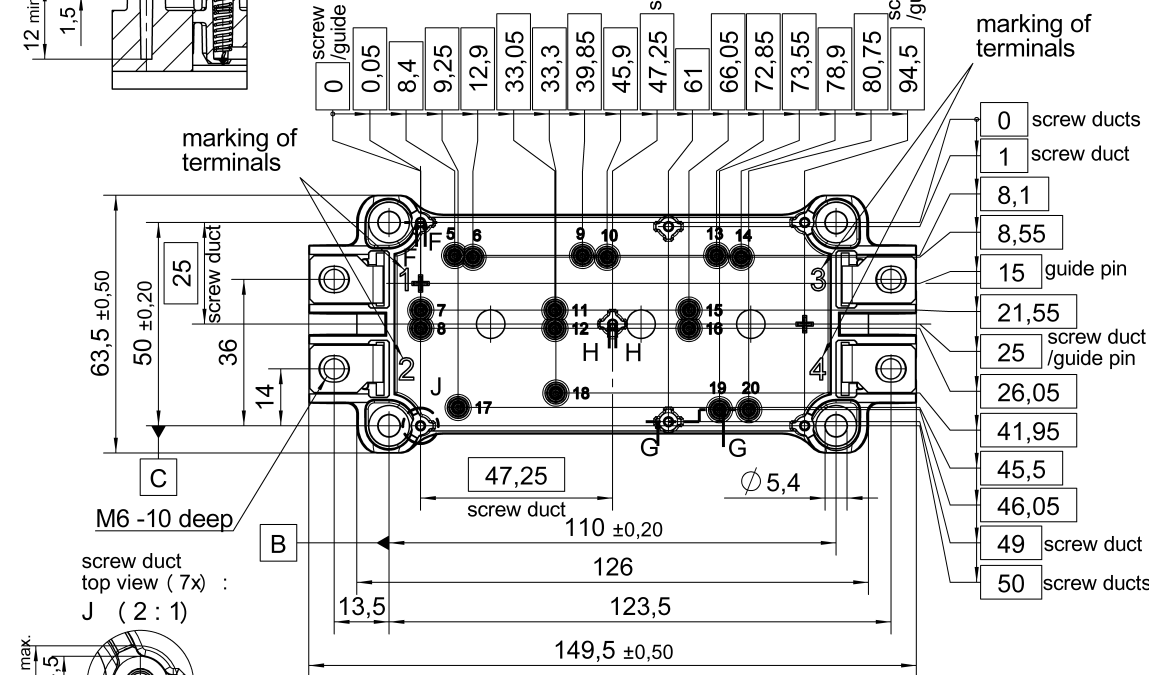 12 min
1,5
screw
/guide
0
0,05
8,4
9,25
12,9
33,05
33,3
39,85
45,9
47,25
61
66,05
72,85
73,55
78,9
80,75
94,5
marking of
terminals
marking of
terminals
0 screw ducts
1 screw duct
8,1
8,55
15 guide pin
21,55
25 screw duct
/guide pin
26,05
41,95
45,5
46,05
49 screw duct
50 screw ducts
63,5 ±0,50
50 ±0,20
25
screw duct
36
14
F
F
5
6
9
10
13
14
1
3
7
8
11
12
15
16
H
H
2
4
J
17
18
19
20
G
G
C
M6 -10 deep
47,25
screw duct
∅ 5,4
B
110 ±0,20
126
13,5
123,5
149,5 ±0,50
screw duct
top view ( 7x) :
J ( 2 : 1)
max.